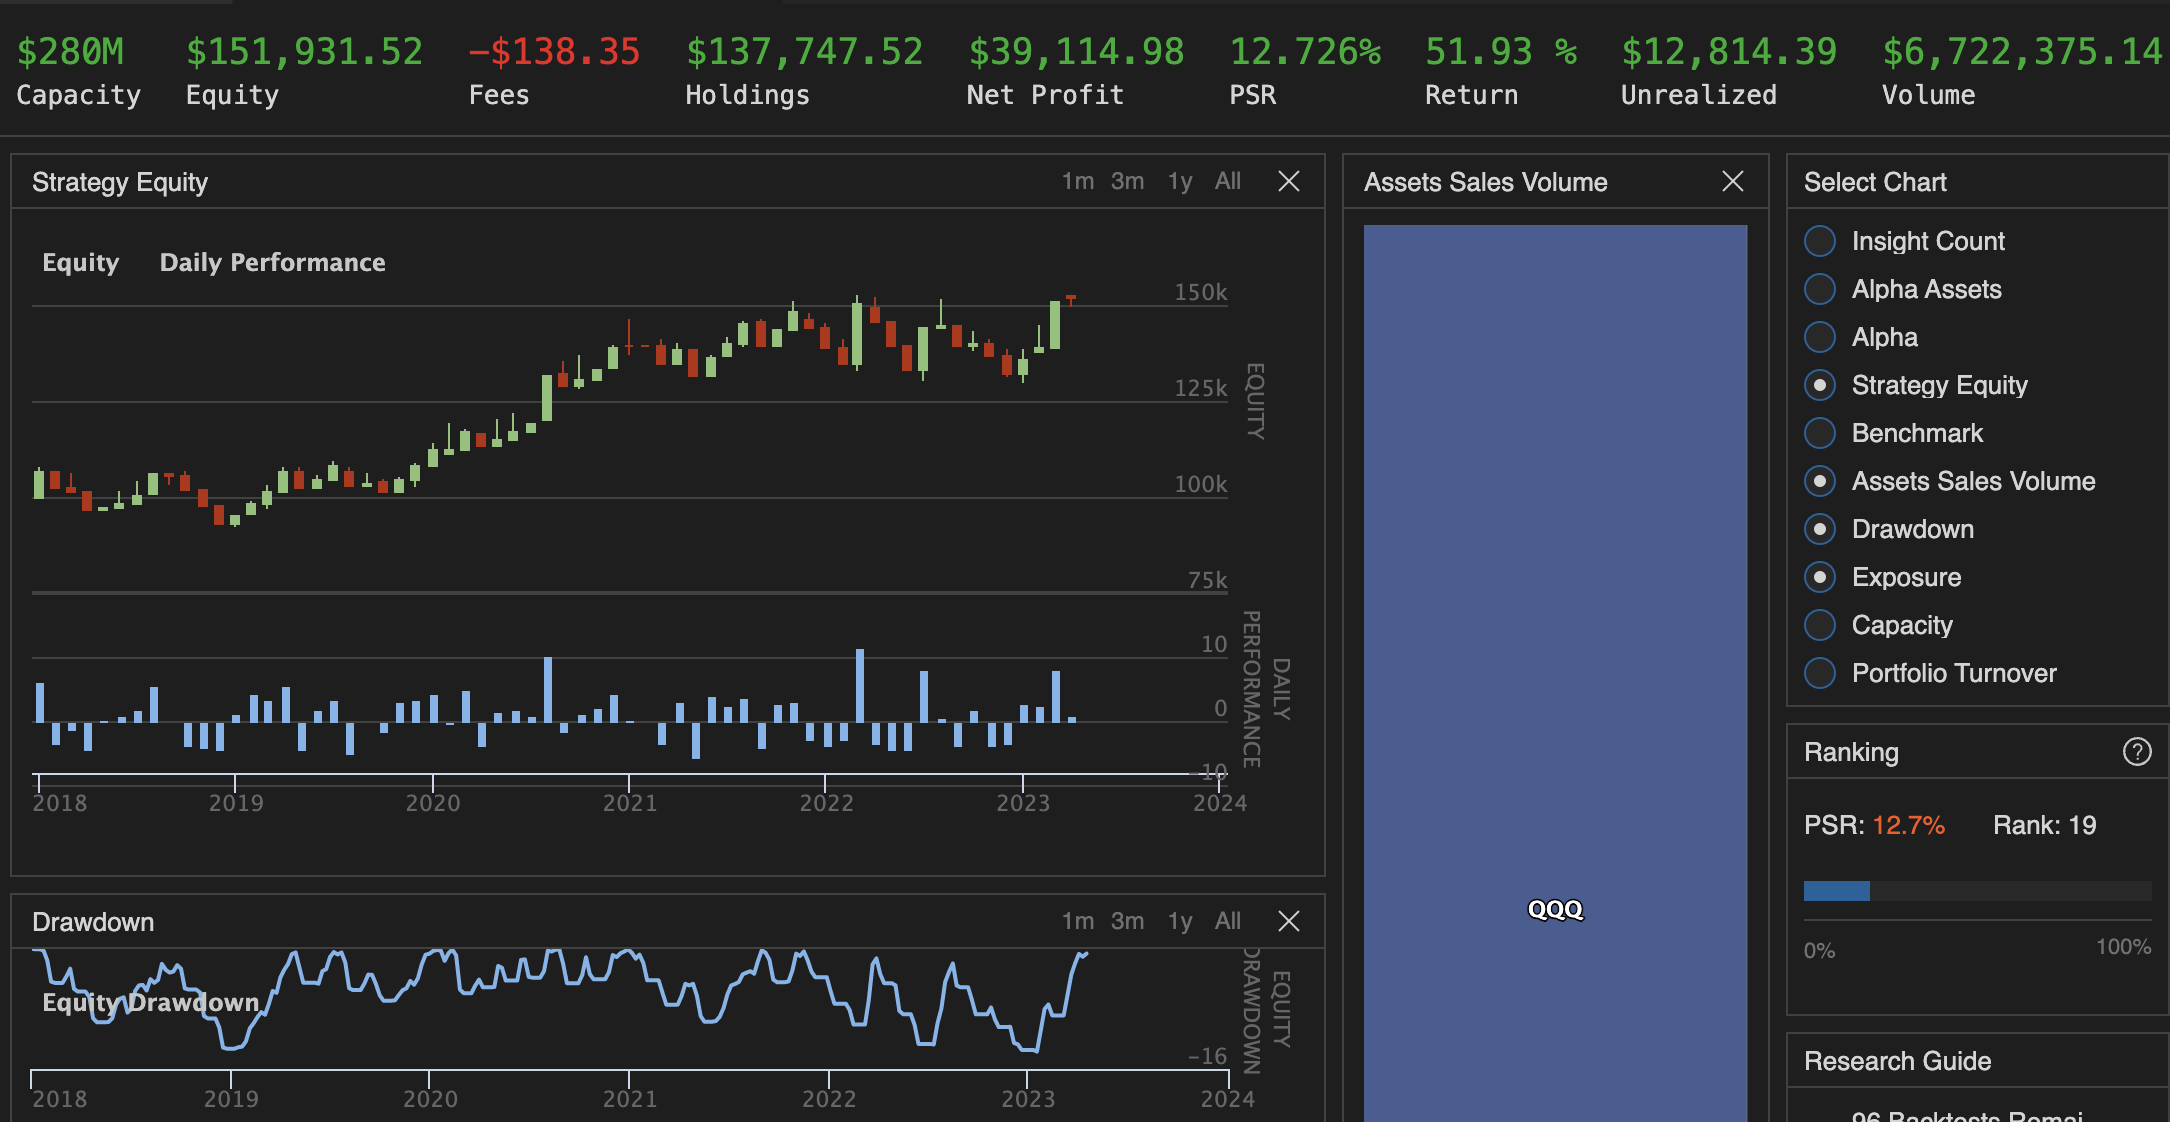 $280M $151,931.52 -$138.35 $137,747.52 $39,114.98 12.726% 51.93 % $12,814.39 $6,722,375.14
Capacity Equity Fees Holdings Net Profit PSR Return Unrealized Volume
Strategy Equity 1m 3m 1y All
Equity Daily Performance
150k
125k
100k
75k
EQUITY
10
0
-10
DAILY
PERFORMANCE
2018 2019 2020 2021 2022 2023 2024
Drawdown 1m 3m 1y All
Equity Drawdown
-16
EQUITY
DRAWDOWN
2018 2019 2020 2021 2022 2023 2024
Assets Sales Volume
QQQ
Select Chart
Insight Count
Alpha Assets
Alpha
Strategy Equity
Benchmark
Assets Sales Volume
Drawdown
Exposure
Capacity
Portfolio Turnover
Ranking ?
PSR: 12.7% Rank: 19
0% 100%
Research Guide
96 Backtests Remai